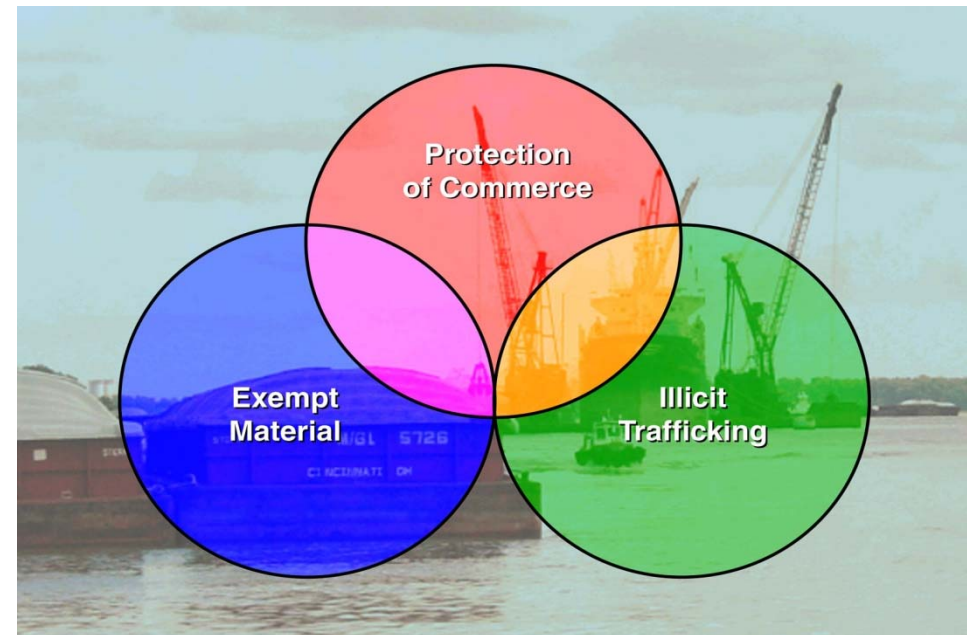 Protection
of Commerce
Exempt
Material
Illicit
Trafficking
5726
CINCINNATI OH